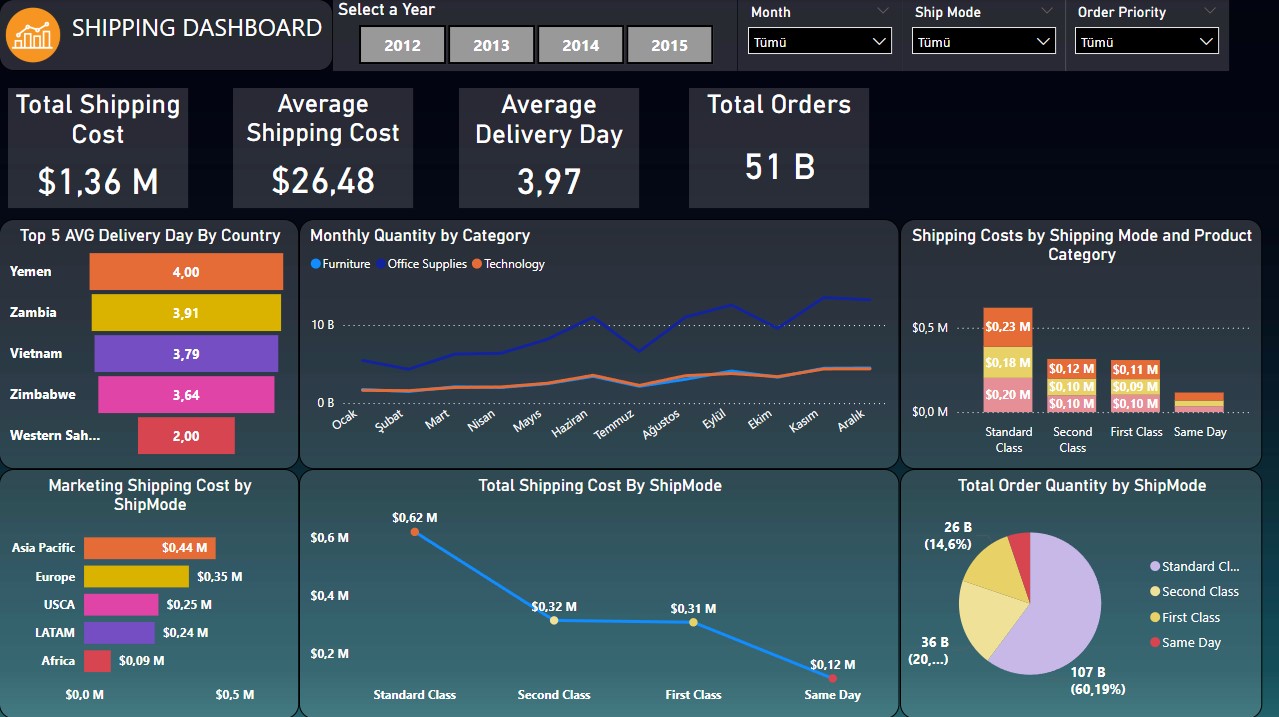 SHIPPING DASHBOARD
Select a Year
2012
2013
2014
2015
Month
Tümü
Ship Mode
Tümü
Order Priority
Tümü
Total Shipping
Cost
$1,36 M
Average
Shipping Cost
$26,48
Average
Delivery Day
3,97
Total Orders
51 B
Top 5 AVG Delivery Day By Country
Yemen
4,00
Zambia
3,91
Vietnam
3,79
Zimbabwe
3,64
Western Sah...
2,00
Monthly Quantity by Category
Furniture
Office Supplies
Technology
10 B
0 B
Ocak
Şubat
Mart
Nisan
Mayıs
Haziran
Temmuz
Ağustos
Eylül
Ekim
Kasım
Aralık
Shipping Costs by Shipping Mode and Product
Category
$0,5 M
$0,0 M
$0,23 M
$0,18 M
$0,20 M
$0,12 M
$0,10 M
$0,10 M
$0,11 M
$0,09 M
$0,10 M
Standard
Class
Second
Class
First Class
Same Day
Marketing Shipping Cost by
ShipMode
Asia Pacific
$0,44 M
Europe
$0,35 M
USCA
$0,25 M
LATAM
$0,24 M
Africa
$0,09 M
$0,0 M
$0,5 M
Total Shipping Cost By ShipMode
$0,6 M
$0,4 M
$0,2 M
$0,62 M
$0,32 M
$0,31 M
$0,12 M
Standard Class
Second Class
First Class
Same Day
Total Order Quantity by ShipMode
26 B
(14,6%)
36 B
(20,...)
107 B
(60,19%)
Standard Cl...
Second Class
First Class
Same Day